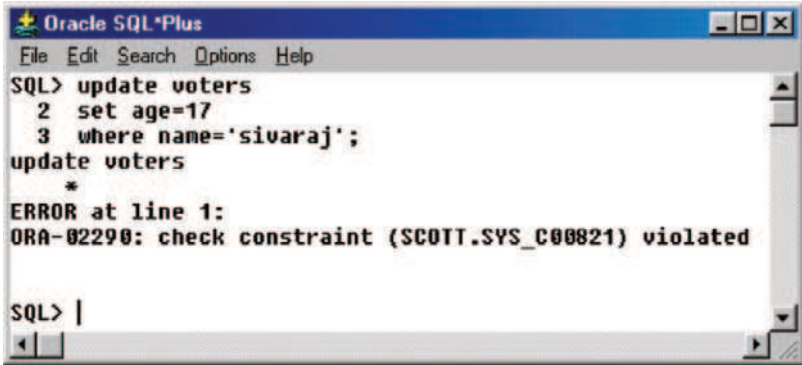 Oracle SQL*Plus
File Edit Search Options Help
SQL> update voters
2 set age=17
3 where name='sivaraj';
update voters
*
ERROR at line 1:
ORA-02290: check constraint (SCOTT.SYS_C00821) violated
SQL>